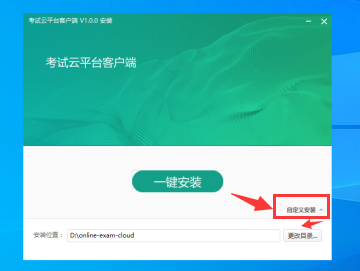 考试云平台客户端 V1.0.0 安装
考试云平台客户端
一键安装
自定义安装
安装位置： D:\online-exam-cloud 更改目录...